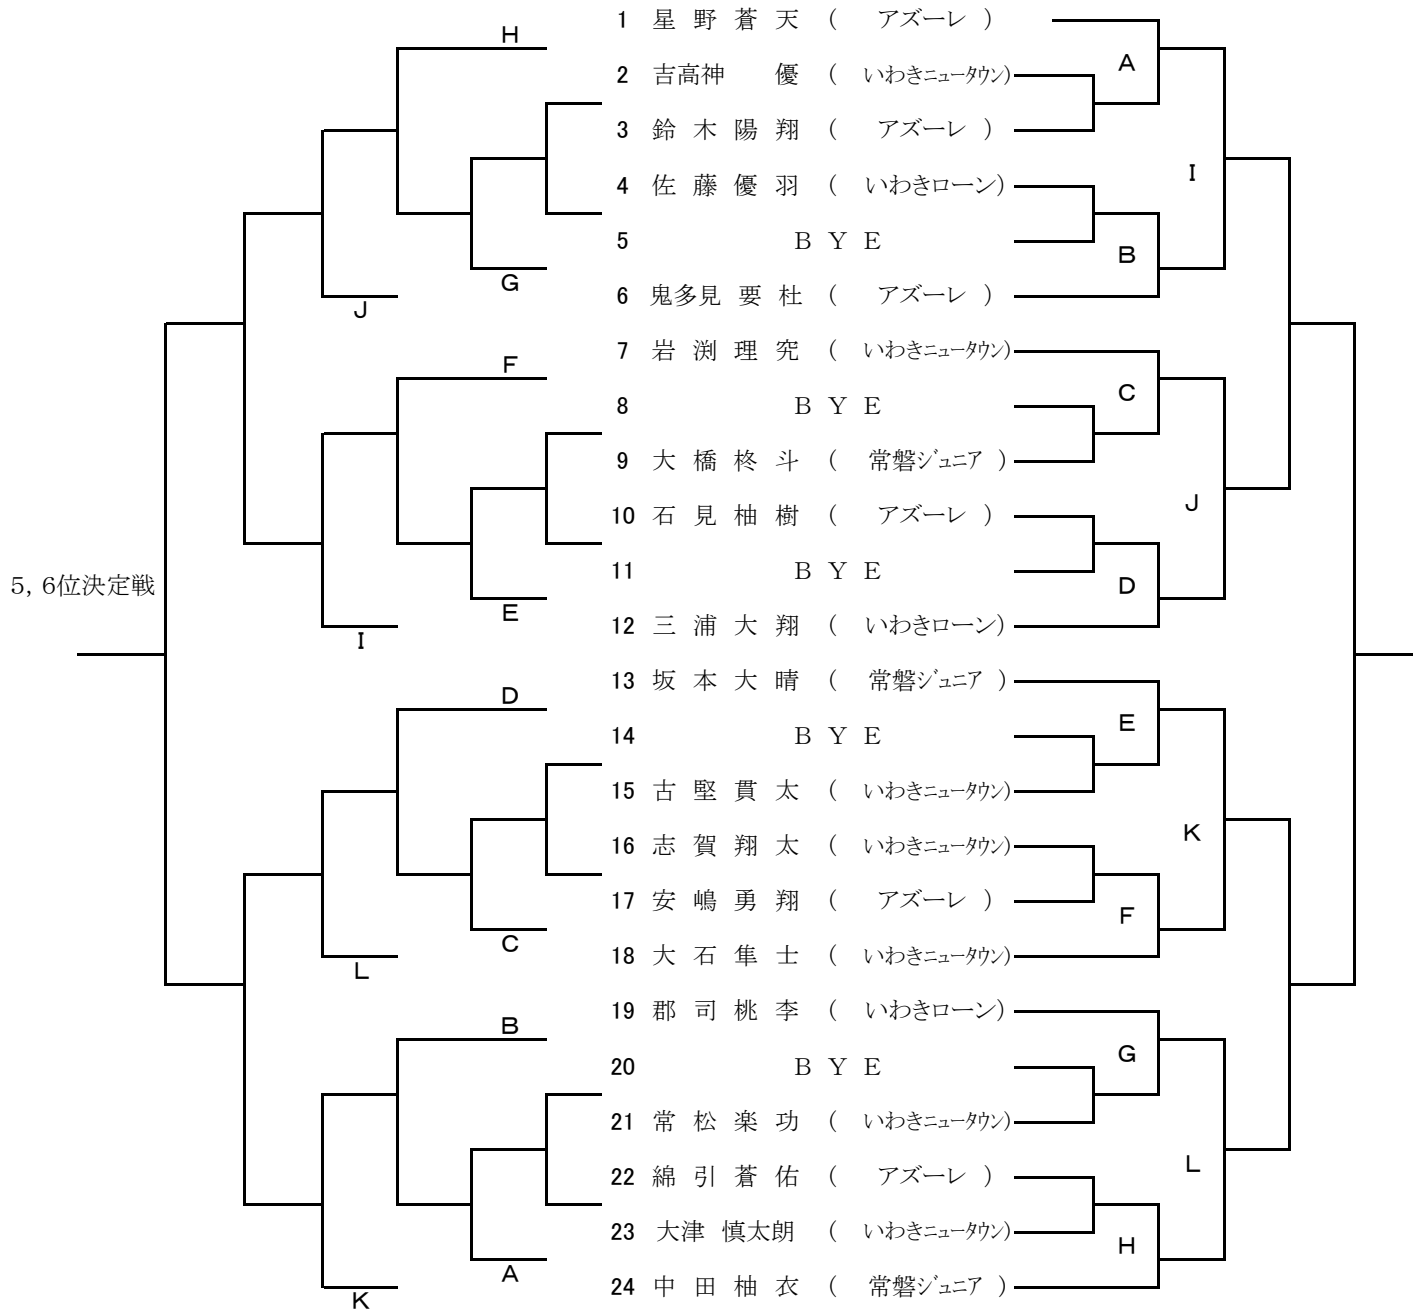 1 星野蒼天 ( アズーレ )
H
A
2 吉高神 優 ( いわきニュータウン)
3 鈴木陽翔 ( アズーレ )
I
4 佐藤優羽 ( いわきローン)
5 BYE
B
G
6 鬼多見要杜 ( アズーレ )
J
7 岩渕理究 ( いわきニュータウン)
F
C
8 BYE
9 大橋柊斗 ( 常磐ジュニア )
J
10 石見柚樹 ( アズーレ )
11 BYE
5,6位決定戦
D
E
12 三浦大翔 ( いわきローン)
I
13 坂本大晴 ( 常磐ジュニア )
D
E
14 BYE
15 古堅貫太 ( いわきニュータウン)
K
16 志賀翔太 ( いわきニュータウン)
17 安嶋勇翔 ( アズーレ )
F
C
18 大石隼士 ( いわきニュータウン)
L
19 郡司桃李 ( いわきローン)
B
G
20 BYE
21 常松楽功 ( いわきニュータウン)
L
22 綿引蒼佑 ( アズーレ )
23 大津慎太朗 ( いわきニュータウン)
H
A
24 中田柚衣 ( 常磐ジュニア )
K